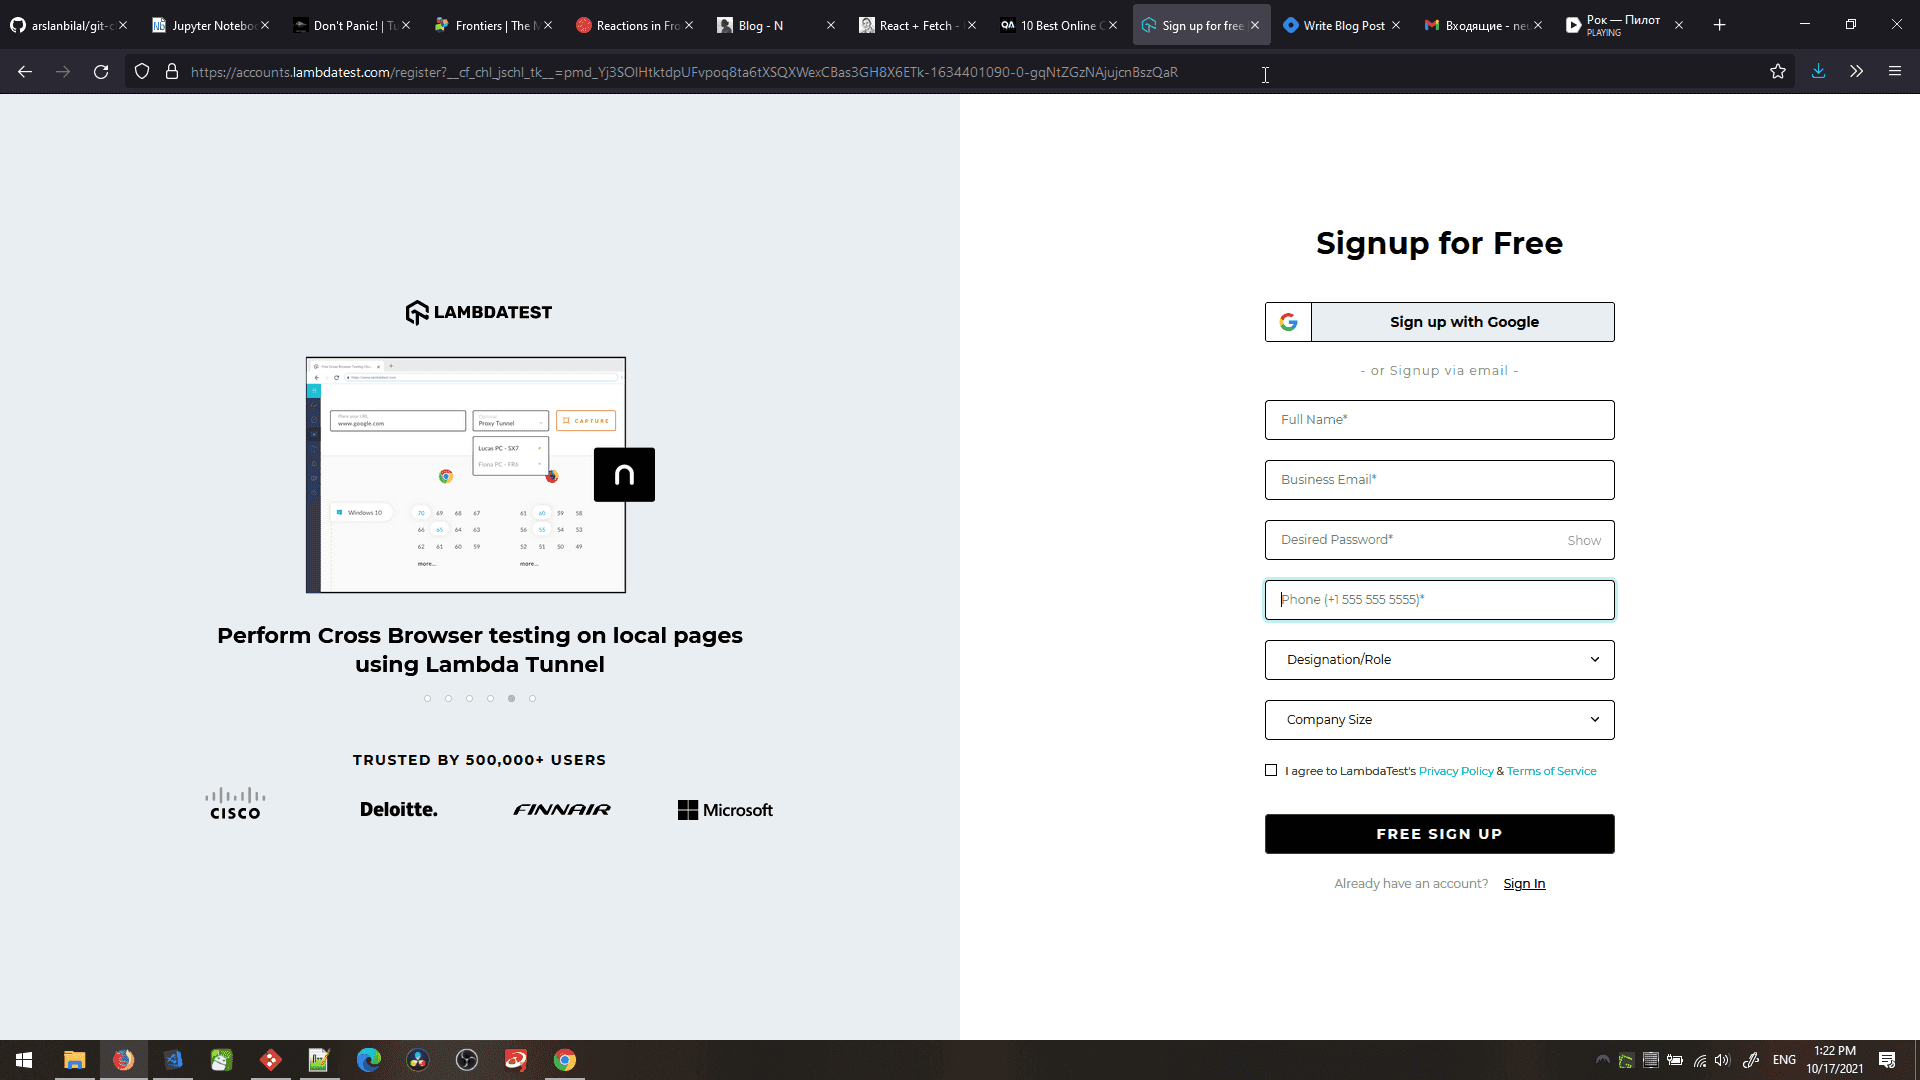 arslanbilal/git-c
Jupyter Notebo
Don't Panic! | Tu
Frontiers | The M
Reactions in Fro
Blog - N
React + Fetch -
10 Best Online C
Sign up for free
Write Blog Post
Входящие - neu
Рок — Пилот
PLAYING
https://accounts.lambdatest.com/register?__cf_chl_jschl_tk__=pmd_Yj3SOlHtktdpUFvpoq8ta6tXSQXWexCBas3GH8X6ETk-1634401090-0-gqNtZGzNAjujcnBszQaR
LAMBDATEST
Place your URL
www.google.com
Optional
Proxy Tunnel
CAPTURE
Lucas PC - SX7
Fiona PC - FR6
Windows 10
70 69 68 67
66 65 64 63
62 61 60 59
more...
61 60 59 58
56 55 54 53
52 51 50 49
more...
Perform Cross Browser testing on local pages
using Lambda Tunnel
TRUSTED BY 500,000+ USERS
CISCO
Deloitte.
FINNAIR
Microsoft
Signup for Free
Sign up with Google
- or Signup via email -
Full Name*
Business Email*
Desired Password*
Show
Phone (+1 555 555 5555)*
Designation/Role
Company Size
I agree to LambdaTest's Privacy Policy & Terms of Service
FREE SIGN UP
Already have an account? Sign In
ENG
1:22 PM
10/17/2021